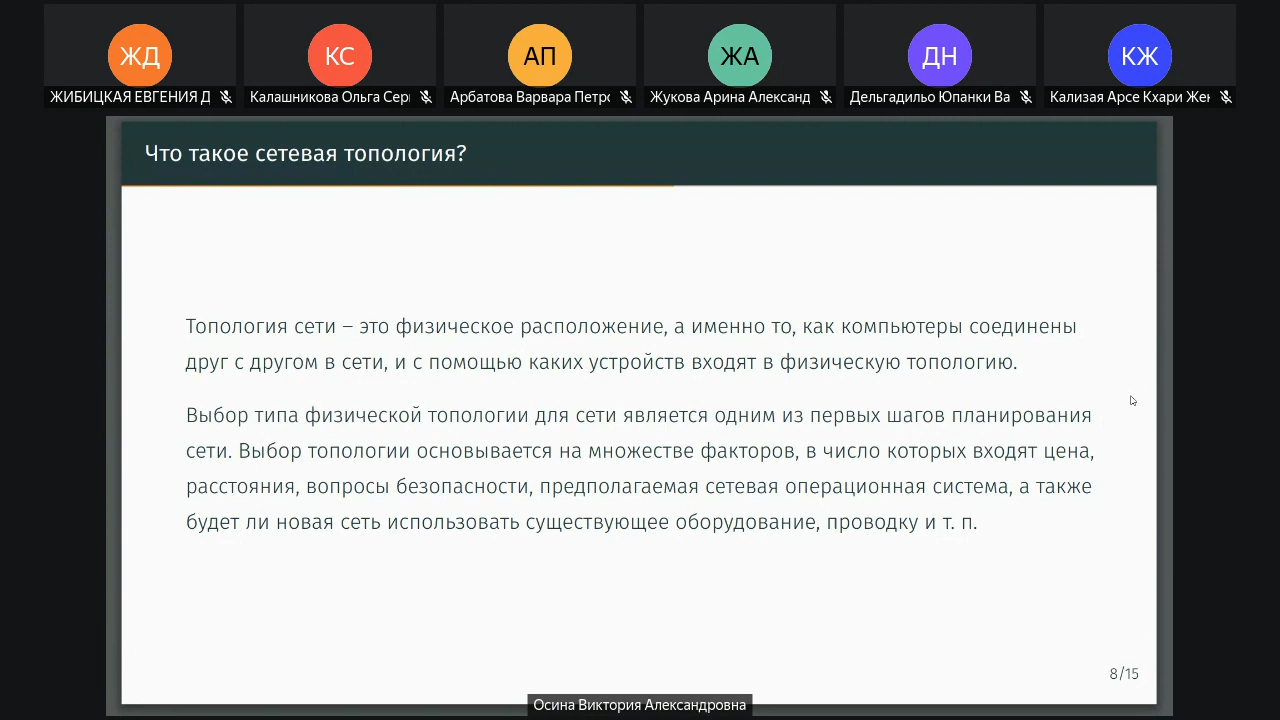 ЖД
КС
АП
ЖА
ДН
КЖ
ЖИБИЦКАЯ ЕВГЕНИЯ Д
Калашникова Ольга Сер
Арбатова Варвара Петро
Жукова Арина Александ
Дельгадильо Юпанки Ва
Кализая Арсе Кхари Жен
Что такое сетевая топология?
Топология сети – это физическое расположение, а именно то, как компьютеры соединены
друг с другом в сети, и с помощью каких устройств входят в физическую топологию.
Выбор типа физической топологии для сети является одним из первых шагов планирования
сети. Выбор топологии основывается на множестве факторов, в число которых входят цена,
расстояния, вопросы безопасности, предполагаемая сетевая операционная система, а также
будет ли новая сеть использовать существующее оборудование, проводку и т. п.
8/15
Осина Виктория Александровна